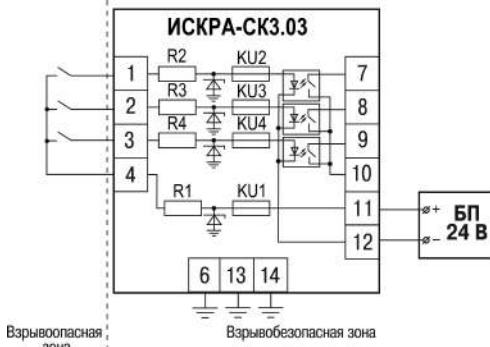 ИСКРА-СК3.03
R2 KU2
1 7
R3 KU3
2 8
R4 KU4
3 9
4 10
R1 KU1
11
12
+ БП
− 24 В
6 13 14
Взрывоопасная
зона
Взрывобезопасная зона